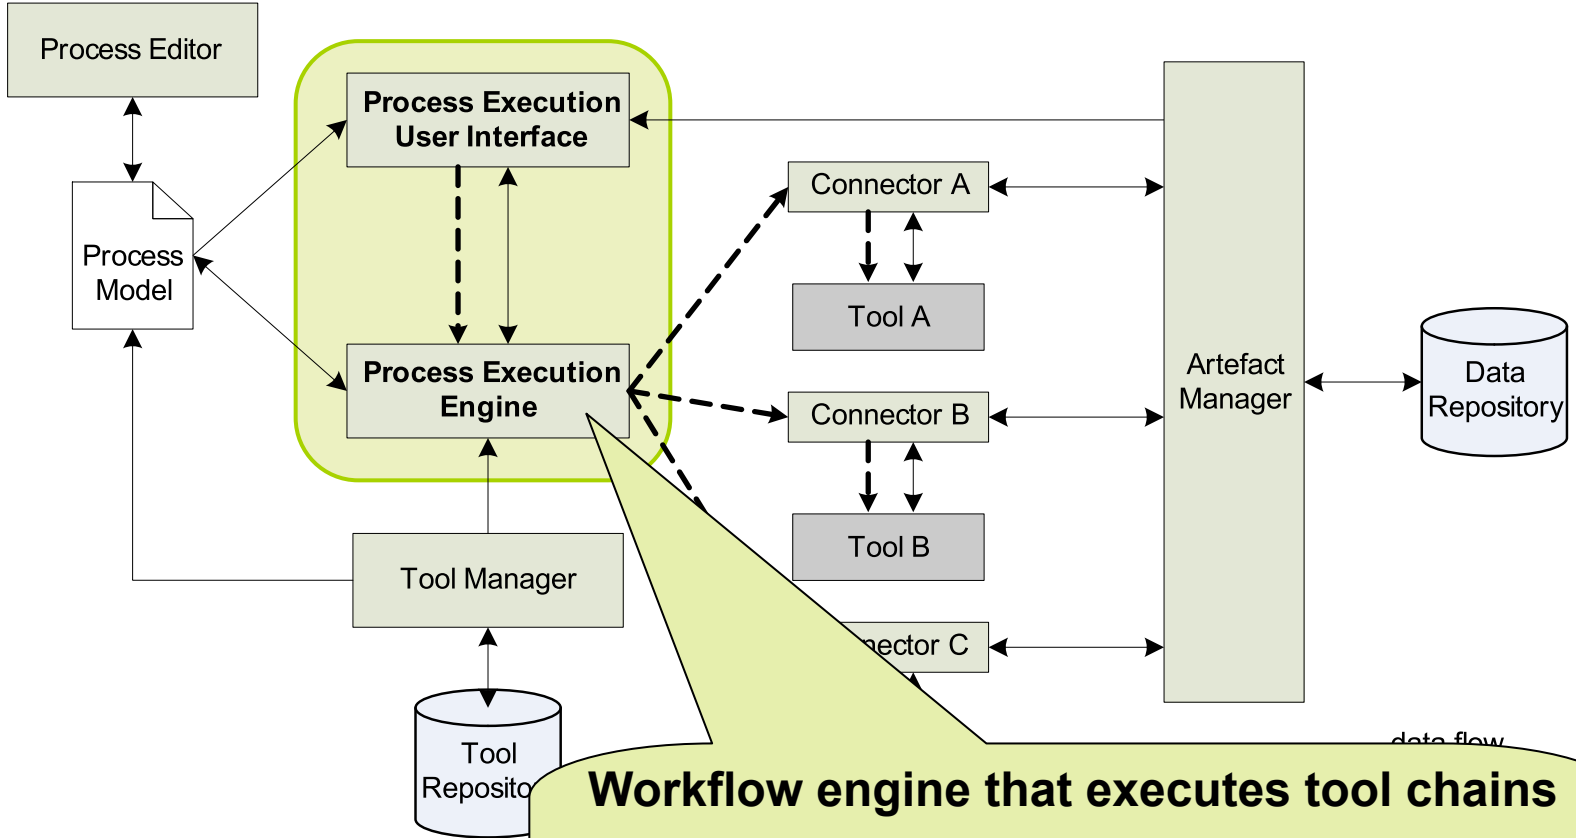 Process Editor
Process Execution
User Interface
Connector A
Process
Model
Tool A
Process Execution
Engine
Artefact
Manager
Data
Repository
Connector B
Tool B
Tool Manager
nector C
data flow
Tool
Reposito
Workflow engine that executes tool chains